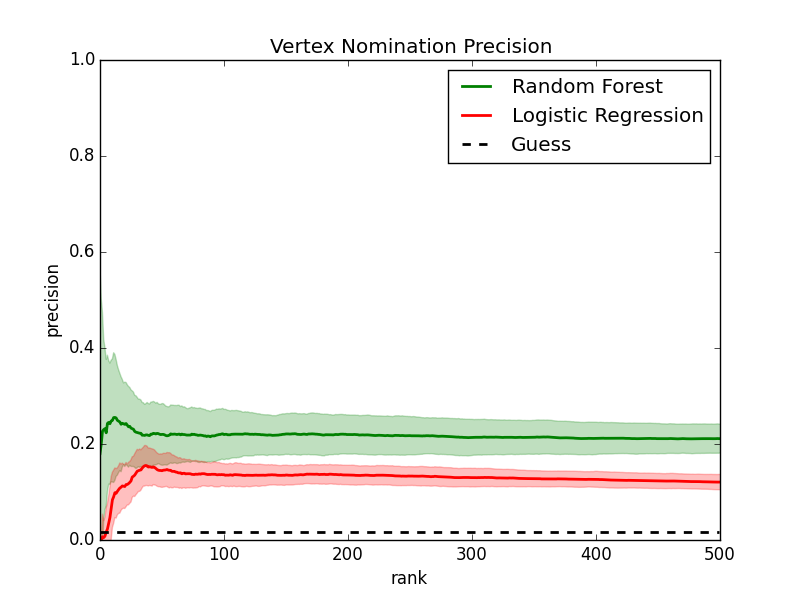 Vertex Nomination Precision
1.0
0.8
0.6
0.4
0.2
0.0
precision
Random Forest
Logistic Regression
Guess
0 100 200 300 400 500
rank